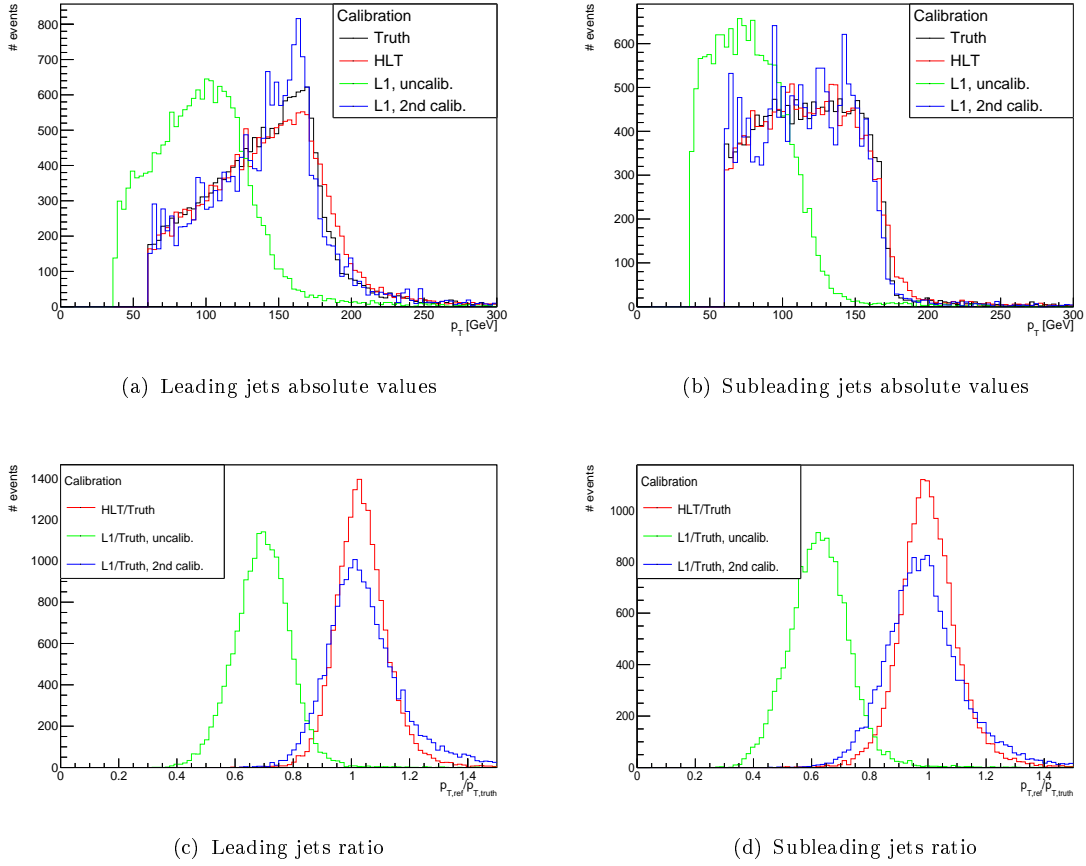 # events
800
700
600
500
400
300
200
100
0
0 50 100 150 200 250 300
p_T [GeV]
Calibration
Truth
HLT
L1, uncalib.
L1, 2nd calib.
(a) Leading jets absolute values
# events
600
500
400
300
200
100
0
0 50 100 150 200 250 300
p_T [GeV]
Calibration
Truth
HLT
L1, uncalib.
L1, 2nd calib.
(b) Subleading jets absolute values
# events
1400
1200
1000
800
600
400
200
0
0 0.2 0.4 0.6 0.8 1 1.2 1.4
p_T,ref/p_T,truth
Calibration
HLT/Truth
L1/Truth, uncalib.
L1/Truth, 2nd calib.
(c) Leading jets ratio
# events
1000
800
600
400
200
0
0 0.2 0.4 0.6 0.8 1 1.2 1.4
p_T,ref/p_T,truth
Calibration
HLT/Truth
L1/Truth, uncalib.
L1/Truth, 2nd calib.
(d) Subleading jets ratio